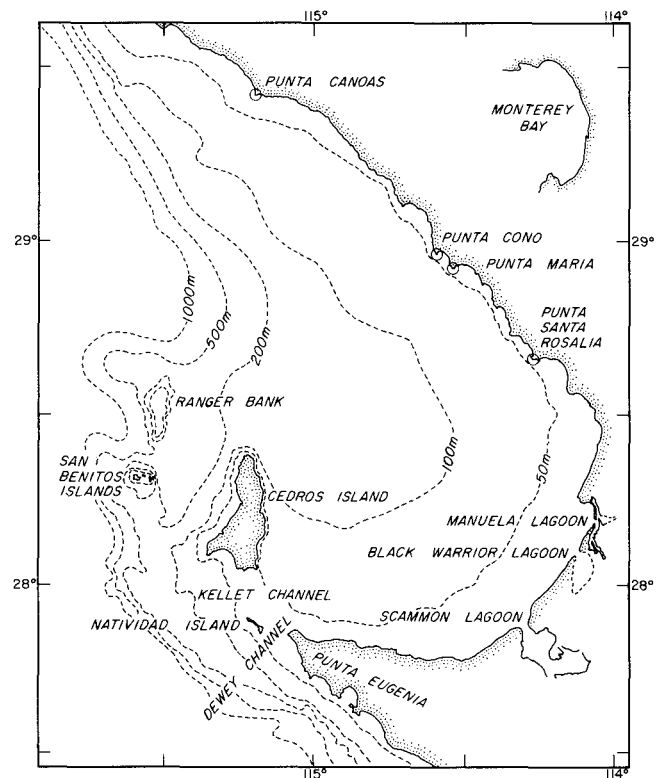 115°
114°
PUNTA CANOAS
MONTEREY
BAY
29°
PUNTA CONO
29°
PUNTA MARIA
1000m
500m
200m
PUNTA
SANTA
ROSALIA
RANGER BANK
100m
50m
SAN
BENITOS
ISLANDS
CEDROS ISLAND
MANUELA LAGOON
BLACK WARRIOR LAGOON
28°
28°
KELLET CHANNEL
SCAMMON LAGOON
NATIVIDAD ISLAND
DEWEY CHANNEL
PUNTA EUGENIA
115°
114°